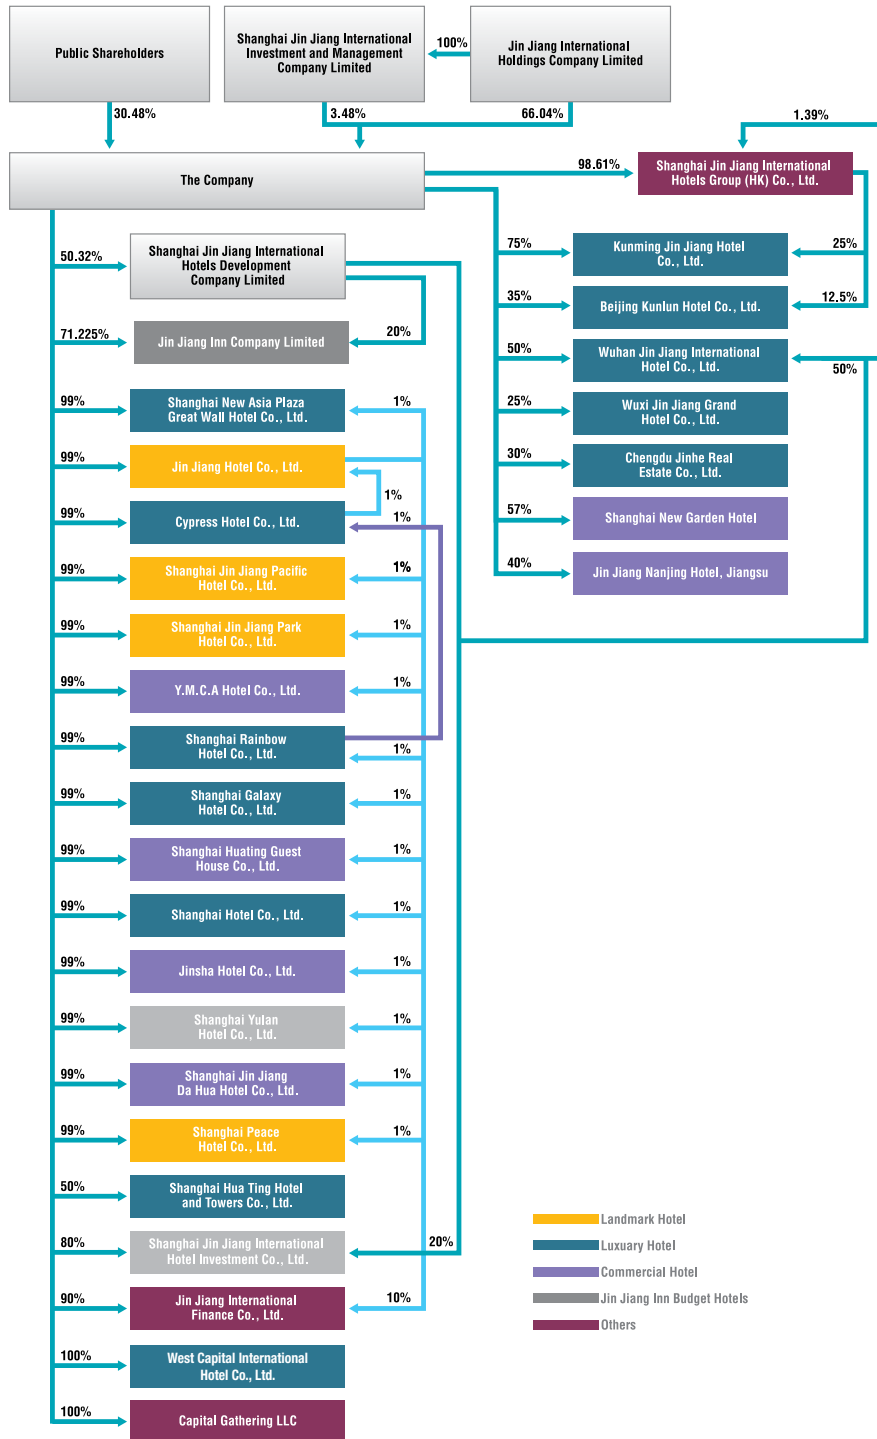 Public Shareholders
Shanghai Jin Jiang International
Investment and Management
Company Limited
100%
Jin Jiang International
Holdings Company Limited
30.48%
3.48%
66.04%
1.39%
The Company
98.61%
Shanghai Jin Jiang International
Hotels Group (HK) Co., Ltd.
50.32%
Shanghai Jin Jiang International
Hotels Development
Company Limited
75%
Kunming Jin Jiang Hotel
Co., Ltd.
25%
35%
Beijing Kunlun Hotel Co., Ltd.
12.5%
71.225%
Jin Jiang Inn Company Limited
20%
50%
Wuhan Jin Jiang International
Hotel Co., Ltd.
50%
99%
Shanghai New Asia Plaza
Great Wall Hotel Co., Ltd.
1%
25%
Wuxi Jin Jiang Grand
Hotel Co., Ltd.
99%
Jin Jiang Hotel Co., Ltd.
30%
Chengdu Jinhe Real
Estate Co., Ltd.
1%
99%
Cypress Hotel Co., Ltd.
1%
57%
Shanghai New Garden Hotel
99%
Shanghai Jin Jiang Pacific
Hotel Co., Ltd.
1%
40%
Jin Jiang Nanjing Hotel, Jiangsu
99%
Shanghai Jin Jiang Park
Hotel Co., Ltd.
1%
99%
Y.M.C.A Hotel Co., Ltd.
1%
99%
Shanghai Rainbow
Hotel Co., Ltd.
1%
99%
Shanghai Galaxy
Hotel Co., Ltd.
1%
99%
Shanghai Huating Guest
House Co., Ltd.
1%
99%
Shanghai Hotel Co., Ltd.
1%
99%
Jinsha Hotel Co., Ltd.
1%
99%
Shanghai Yulan
Hotel Co., Ltd.
1%
99%
Shanghai Jin Jiang
Da Hua Hotel Co., Ltd.
1%
99%
Shanghai Peace
Hotel Co., Ltd.
1%
50%
Shanghai Hua Ting Hotel
and Towers Co., Ltd.
80%
Shanghai Jin Jiang International
Hotel Investment Co., Ltd.
20%
90%
Jin Jiang International
Finance Co., Ltd.
10%
100%
West Capital International
Hotel Co., Ltd.
100%
Capital Gathering LLC
Landmark Hotel
Luxuary Hotel
Commercial Hotel
Jin Jiang Inn Budget Hotels
Others